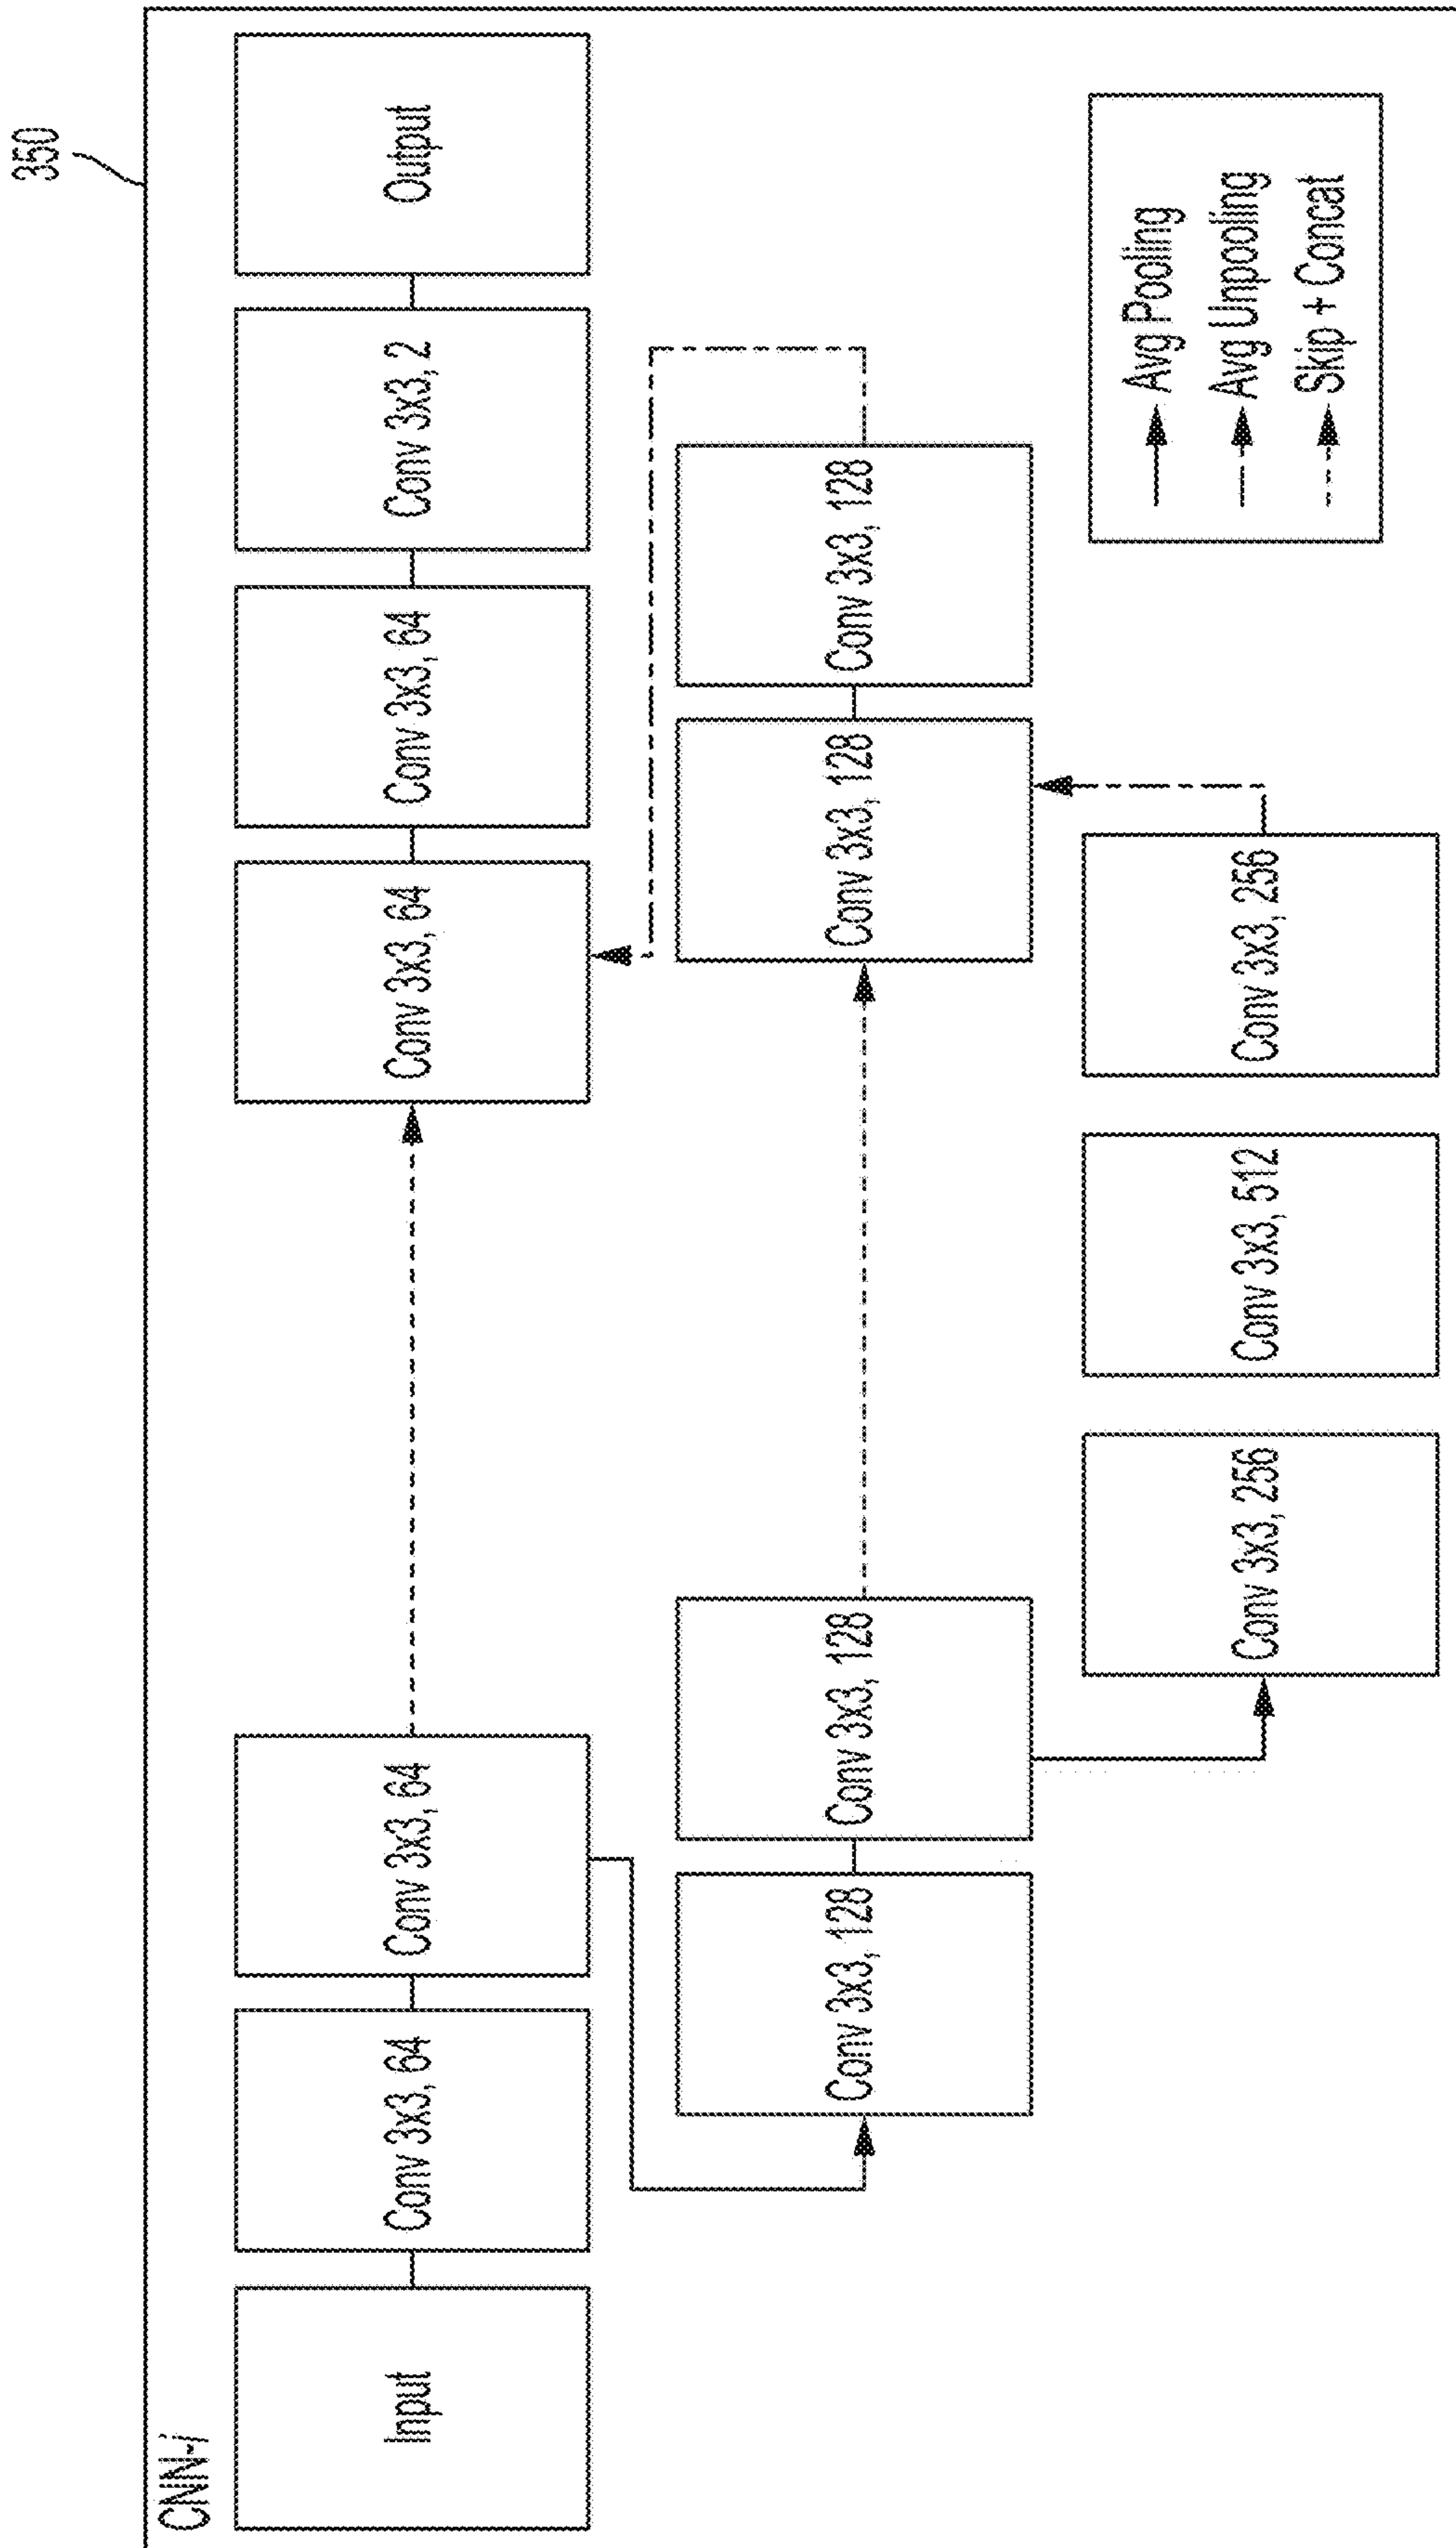 350
CNN-i
Input
Conv 3x3, 64
Conv 3x3, 64
Conv 3x3, 64
Conv 3x3, 64
Conv 3x3, 2
Output
Conv 3x3, 128
Conv 3x3, 128
Conv 3x3, 128
Conv 3x3, 128
Conv 3x3, 256
Conv 3x3, 512
Conv 3x3, 256
Avg Pooling
Avg Unpooling
Skip + Concat